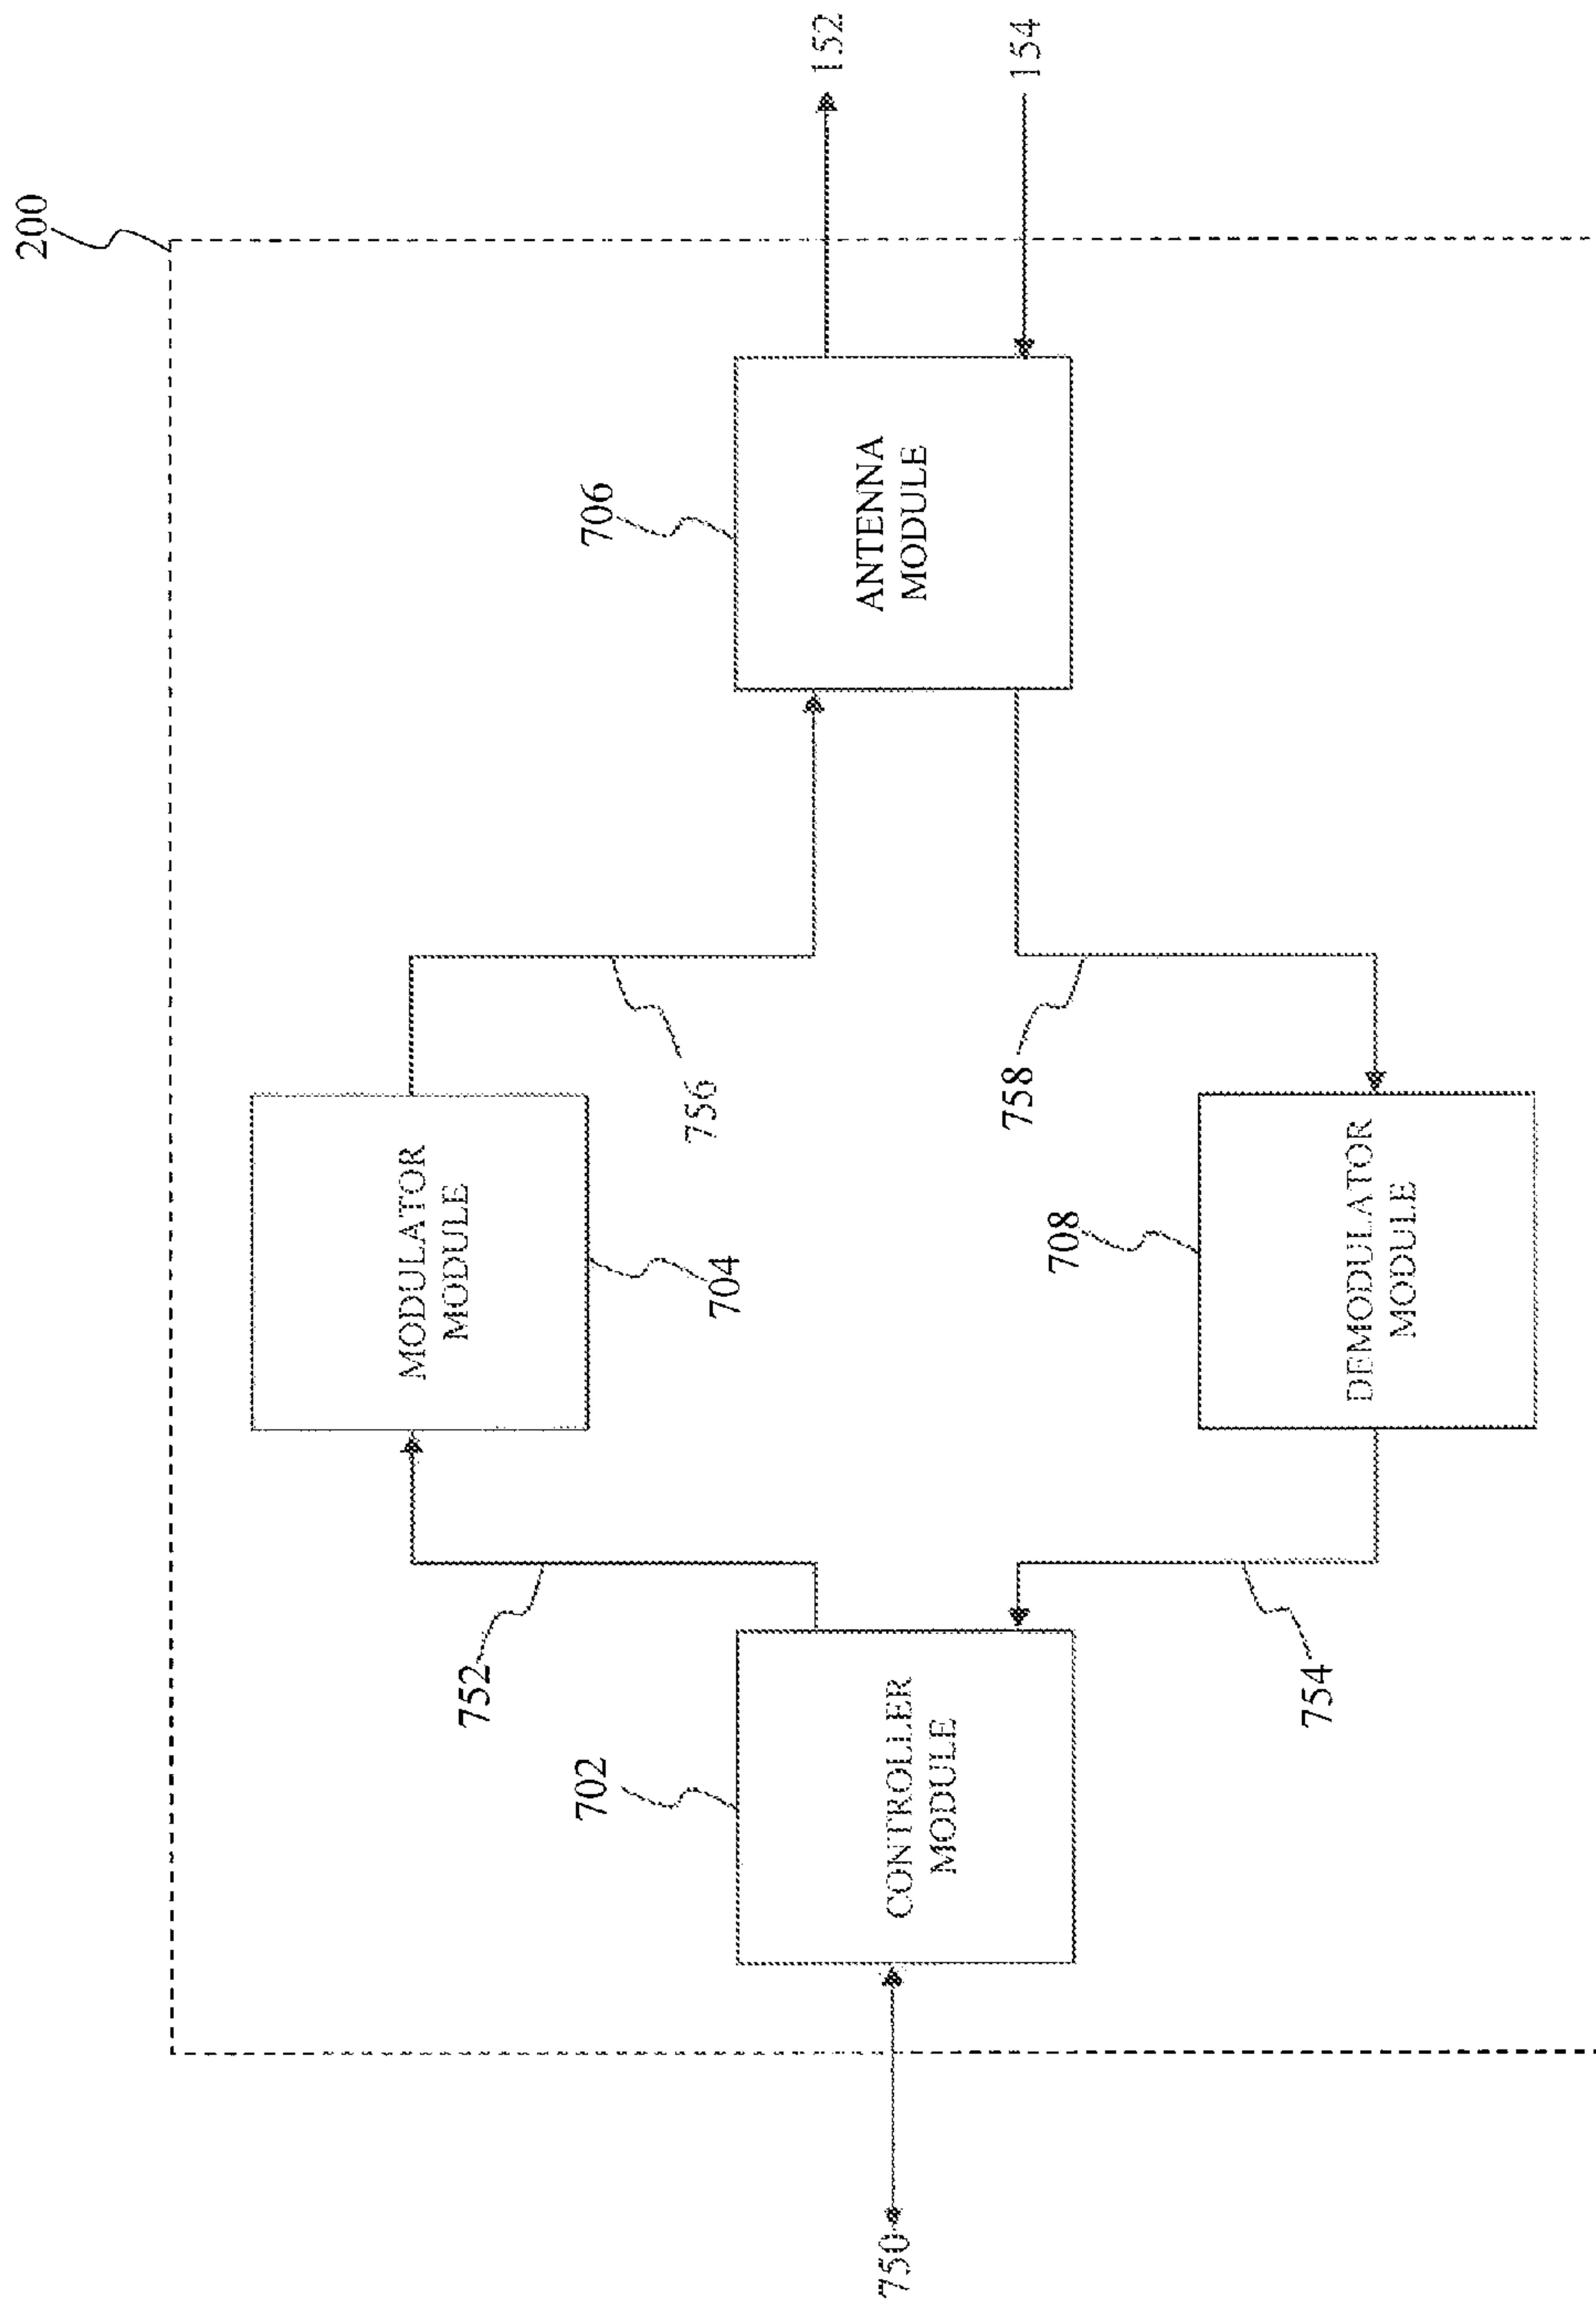 200
152
154
706
ANTENNA
MODULE
756
758
MODULATOR
MODULE
704
708
DEMODULATOR
MODULE
752
754
702
CONTROLLER
MODULE
750